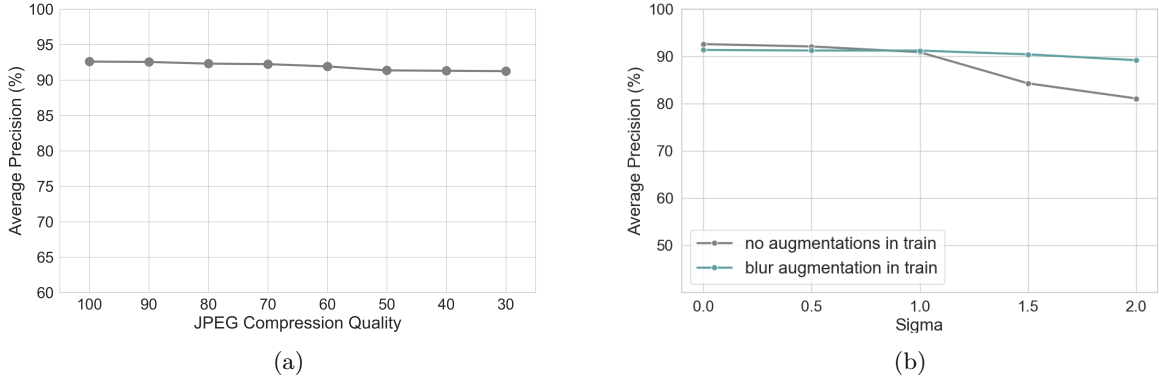 100
95
90
85
80
75
70
65
60
Average Precision (%)
100 90 80 70 60 50 40 30
JPEG Compression Quality
(a)
100
90
80
70
60
50
Average Precision (%)
no augmentations in train
blur augmentation in train
0.0 0.5 1.0 1.5 2.0
Sigma
(b)